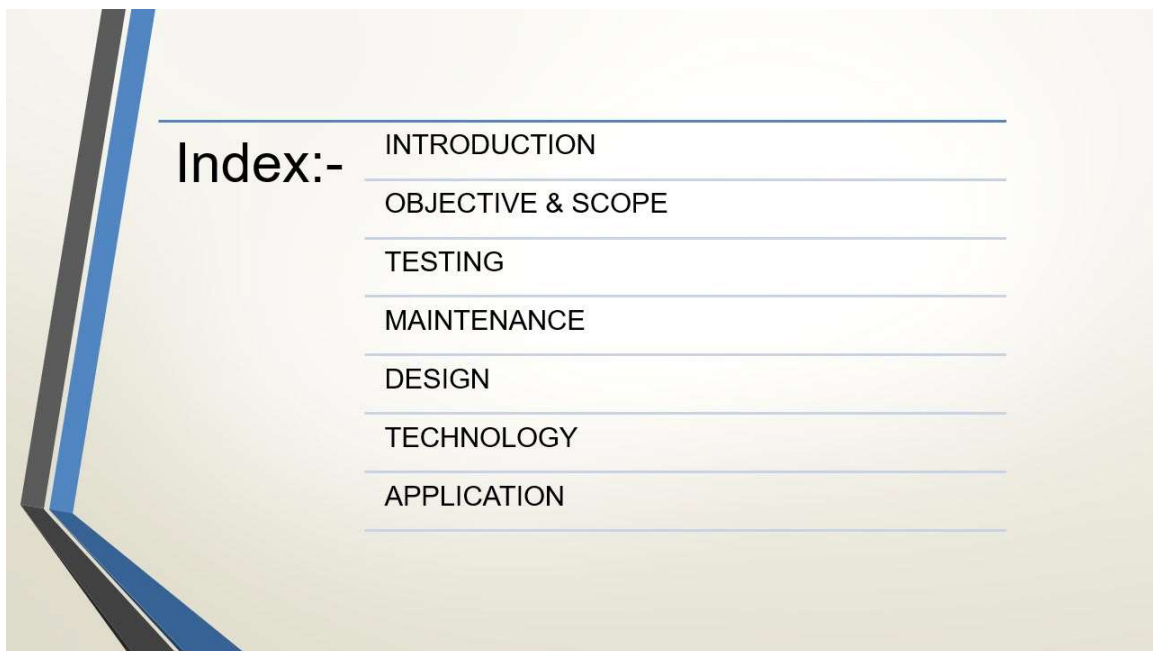 Index:-
INTRODUCTION
OBJECTIVE & SCOPE
TESTING
MAINTENANCE
DESIGN
TECHNOLOGY
APPLICATION